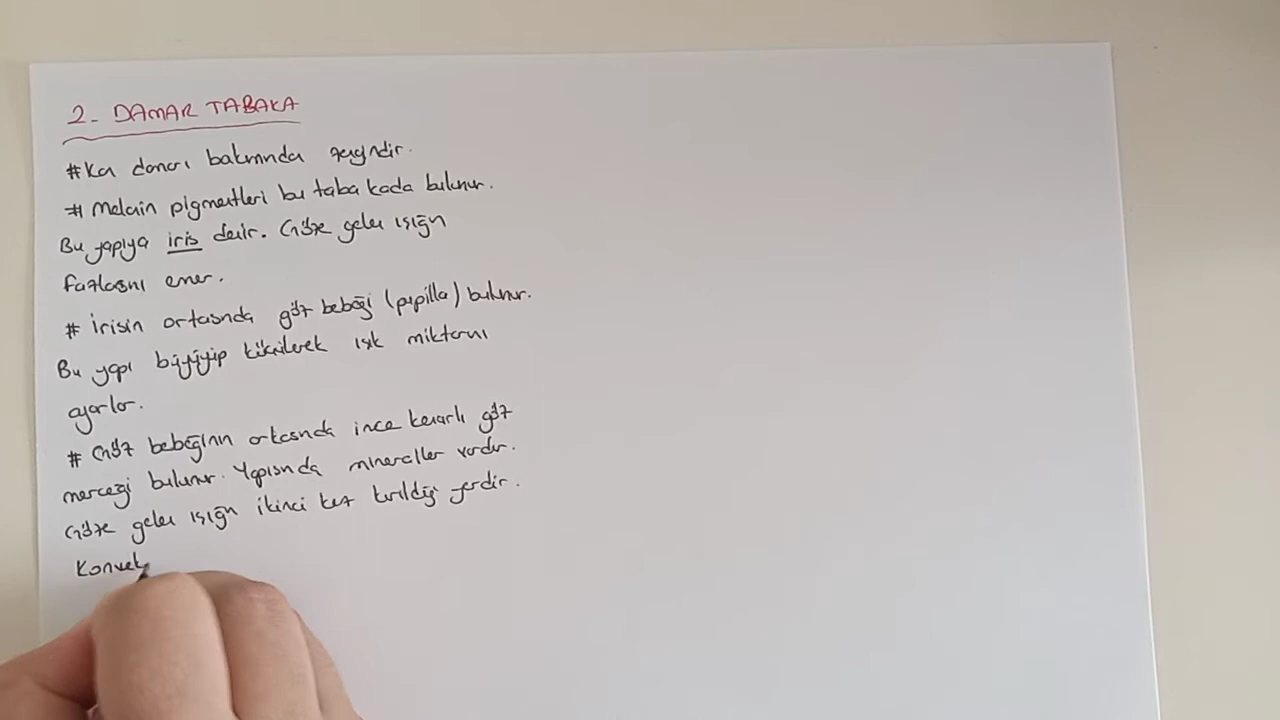 2- DAMAR TABAKA
#Kan damarı bakımında zengindir.
# Melanin pigmentleri bu tabakada bulunur.
Bu yapıya iris denir. Göze gelen ışığın
fazlasını emer.
# İrisin ortasında göz bebeği (pupilla) bulunur.
Bu yapı büyüyüp küçülerek ışık miktarını
ayarlar.
# Göz bebeğinin ortasında ince kenarlı göz
merceği bulunur. Yapısında mineraller vardır.
Göze gelen ışığın ikinci kez kırıldığı yerdir.
Konvek